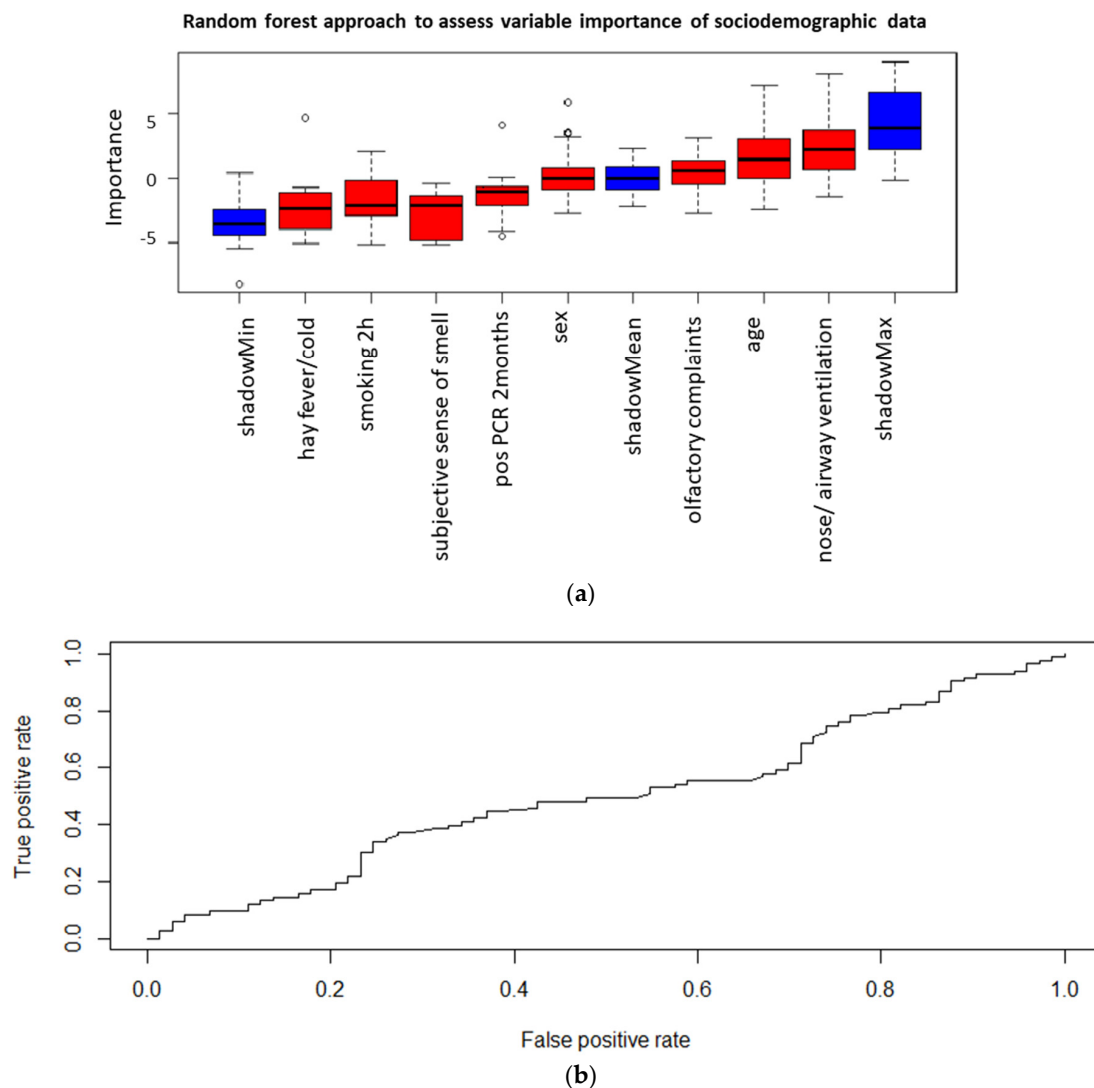 Random forest approach to assess variable importance of sociodemographic data
Importance
5
0
-5
shadowMin
hay fever/cold
smoking 2h
subjective sense of smell
pos PCR 2months
sex
shadowMean
olfactory complaints
age
nose/ airway ventilation
shadowMax
(a)
True positive rate
1.0
0.8
0.6
0.4
0.2
0.0
0.0 0.2 0.4 0.6 0.8 1.0
False positive rate
(b)